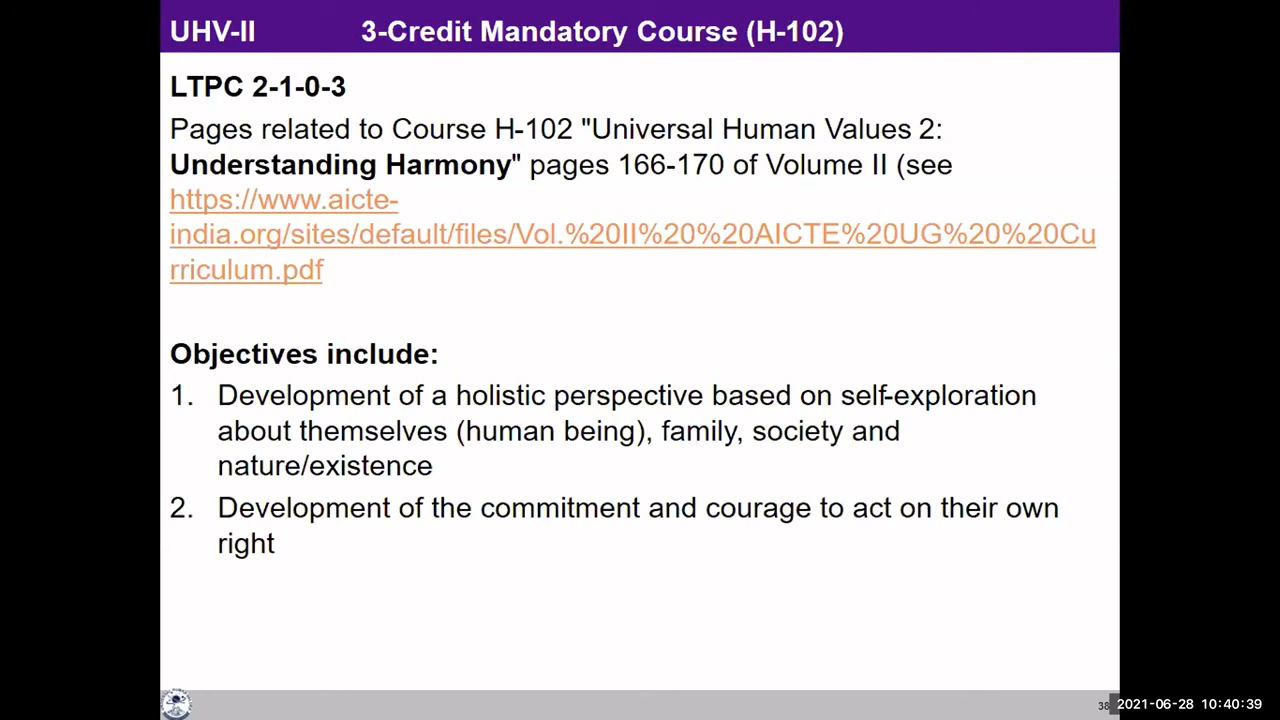 UHV-II 3-Credit Mandatory Course (H-102)
LTPC 2-1-0-3
Pages related to Course H-102 "Universal Human Values 2:
Understanding Harmony" pages 166-170 of Volume II (see
https://www.aicte-
india.org/sites/default/files/Vol.%20II%20%20AICTE%20UG%20%20Cu
rriculum.pdf
Objectives include:
1. Development of a holistic perspective based on self-exploration
about themselves (human being), family, society and
nature/existence
2. Development of the commitment and courage to act on their own
right
38
2021-06-28 10:40:39